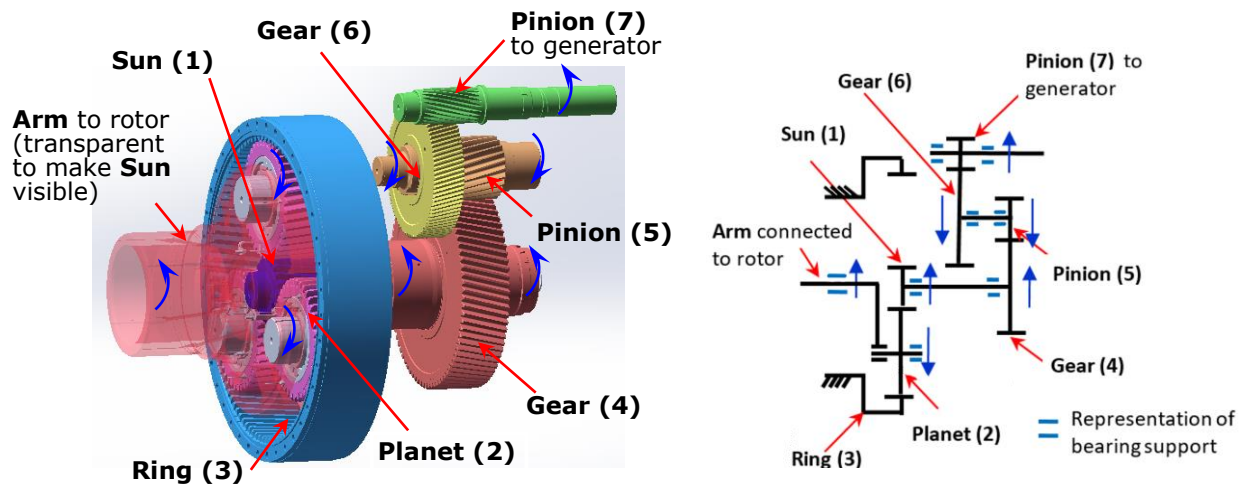 Gear (6)
Pinion (7)
to generator
Sun (1)
Arm to rotor
(transparent
to make Sun
visible)
Pinion (5)
Gear (4)
Planet (2)
Ring (3)
Pinion (7) to
generator
Gear (6)
Sun (1)
Arm connected
to rotor
Pinion (5)
Gear (4)
Planet (2)
Ring (3)
Representation of
bearing support